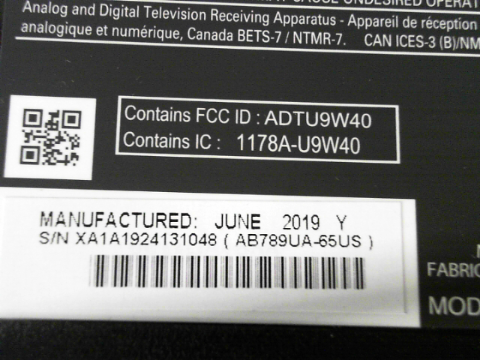 Analog and Digital Television Receiving Apparatus - Appareil de réception
analogique et numérique, Canada BETS-7 / NTMR-7. CAN ICES-3 (B)/NM
Contains FCC ID : ADTU9W40
Contains IC : 1178A-U9W40
MANUFACTURED: JUNE 2019 Y
S/N XA1A1924131048 ( AB789UA-65US )
FABRIC
MOD